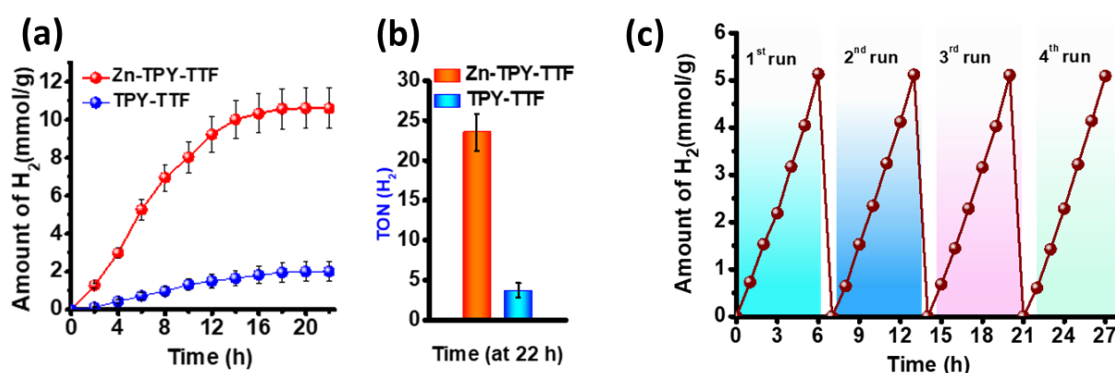 (a)
Amount of H2(mmol/g)
12
10
8
6
4
2
0
Zn-TPY-TTF
TPY-TTF
0 4 8 12 16 20
Time (h)
(b)
TON (H2)
30
25
20
15
10
5
0
Zn-TPY-TTF
TPY-TTF
Time (at 22 h)
(c)
Amount of H2(mmol/g)
6
5
4
3
2
1
0
1st run 2nd run 3rd run 4th run
0 3 6 9 12 15 18 21 24 27
Time (h)